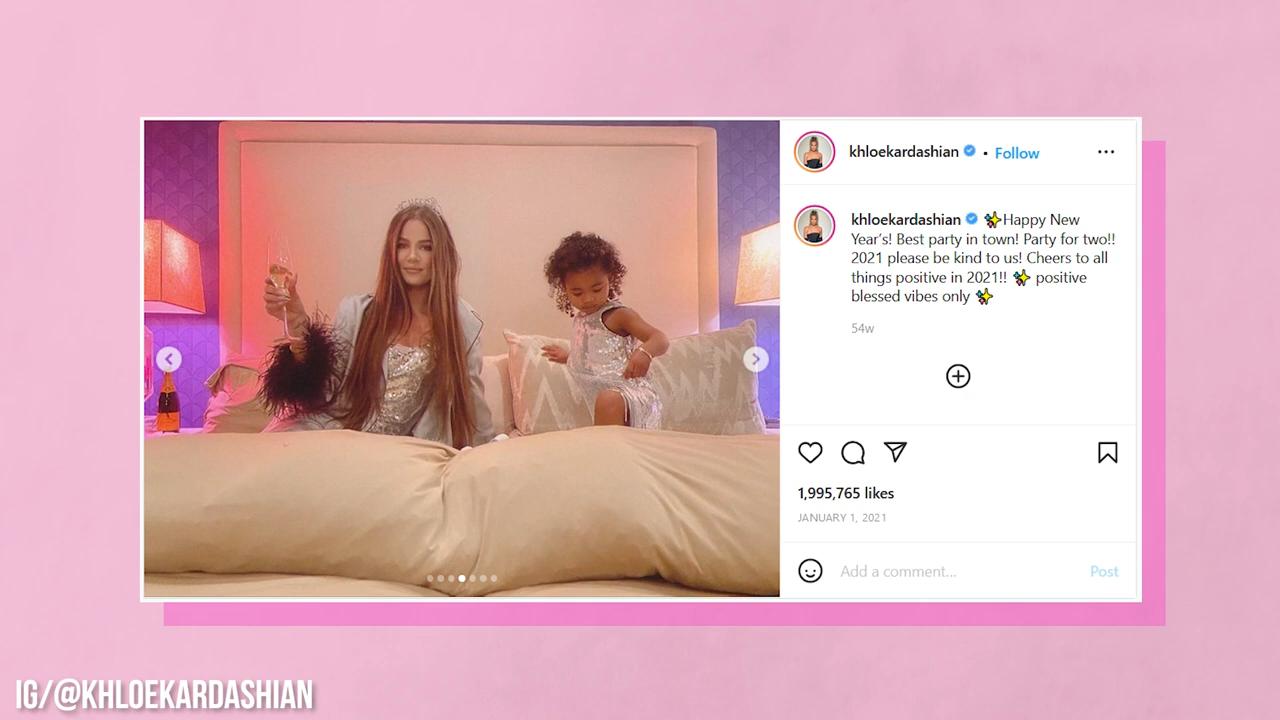 khloekardashian • Follow
khloekardashian ✨Happy New
Year's! Best party in town! Party for two!!
2021 please be kind to us! Cheers to all
things positive in 2021!! ✨ positive
blessed vibes only ✨
54w
1,995,765 likes
JANUARY 1, 2021
Add a comment... Post
IG/@KHLOEKARDASHIAN